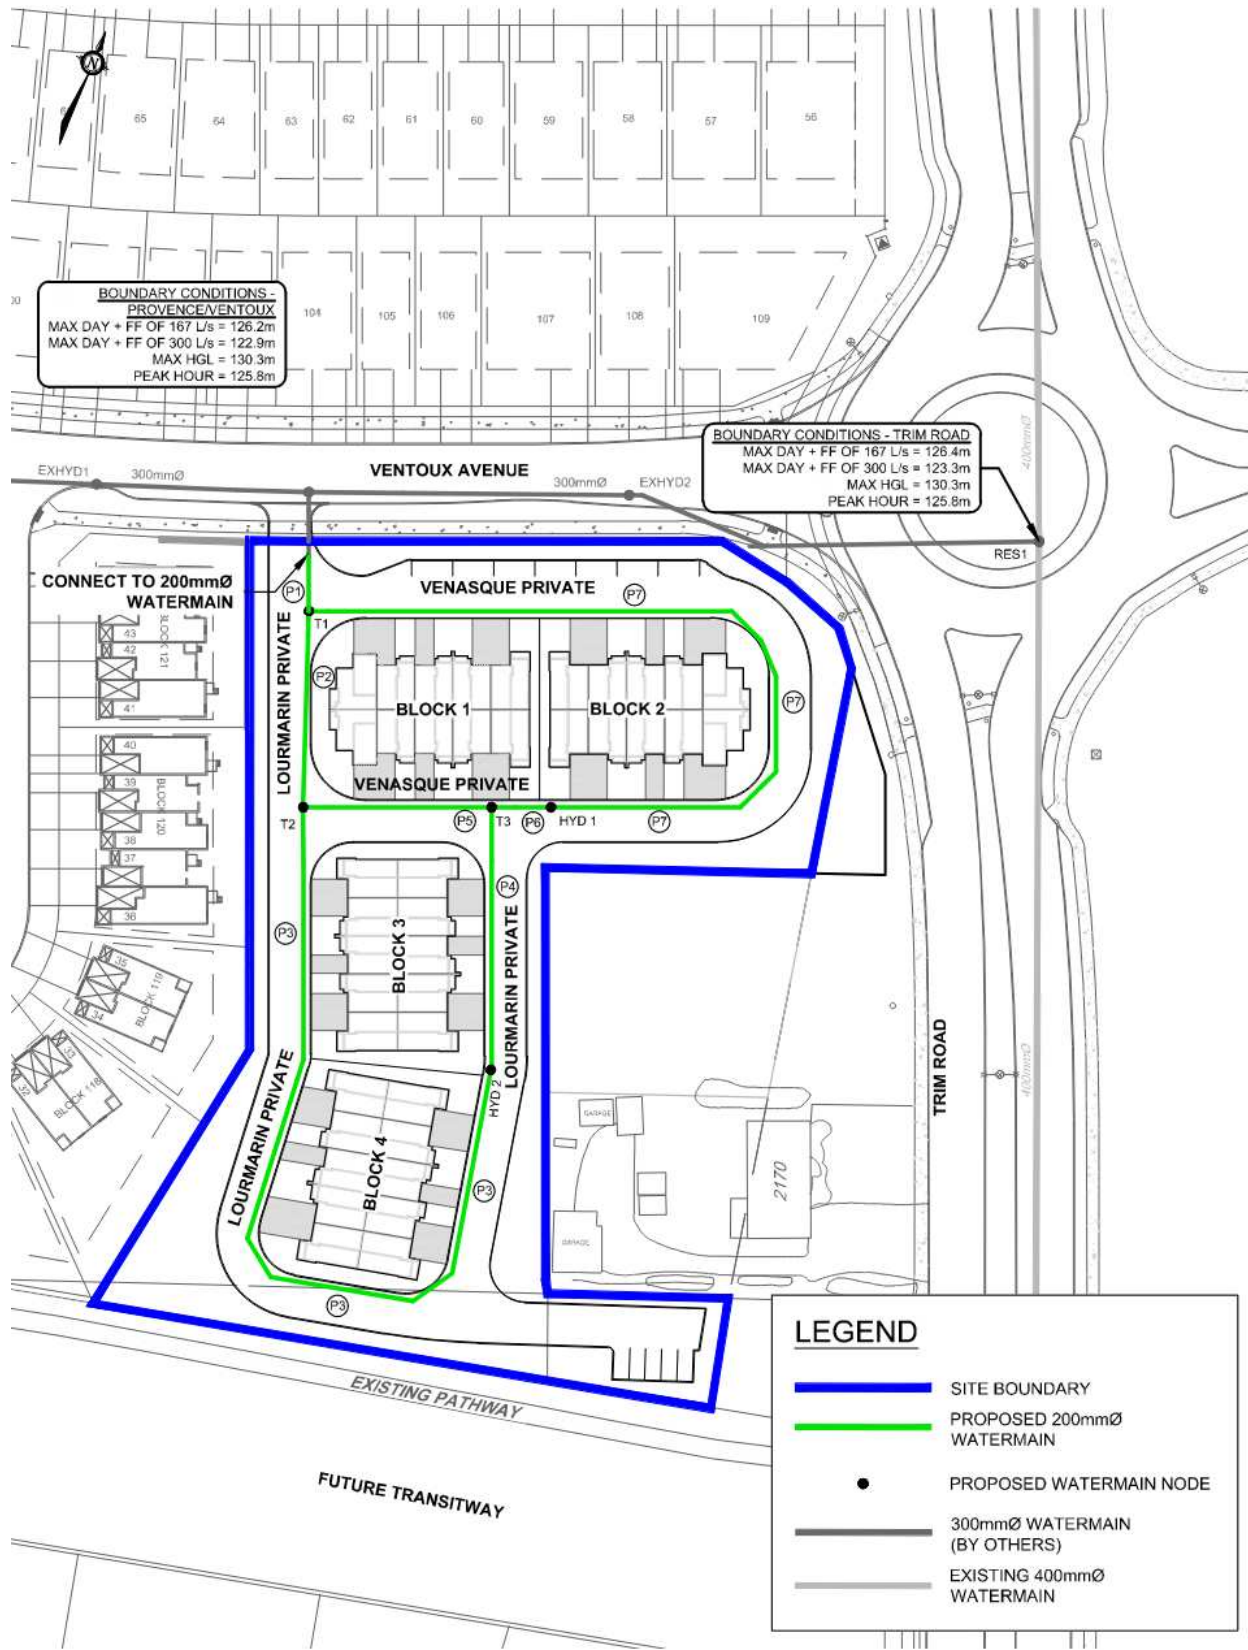 N
65
64
63
62
61
60
59
58
57
56
BOUNDARY CONDITIONS -
PROVENCE/VENTOUX
MAX DAY + FF OF 167 L/s = 126.2m
MAX DAY + FF OF 300 L/s = 122.9m
MAX HGL = 130.3m
PEAK HOUR = 125.8m
104
105
106
107
108
109
BOUNDARY CONDITIONS - TRIM ROAD
MAX DAY + FF OF 167 L/s = 126.4m
MAX DAY + FF OF 300 L/s = 123.3m
MAX HGL = 130.3m
PEAK HOUR = 125.8m
400mmØ
EXHYD1
300mmØ
VENTOUX AVENUE
300mmØ
EXHYD2
RES1
CONNECT TO 200mmØ
WATERMAIN
P1
VENASQUE PRIVATE
P7
T1
LOURMARIN PRIVATE
P2
BLOCK 1
BLOCK 2
P7
43
42
41
BLOCK 121
VENASQUE PRIVATE
T2
P5
T3
P6
HYD 1
P7
40
39
38
37
36
BLOCK 120
P4
P3
BLOCK 3
LOURMARIN PRIVATE
35
34
BLOCK 119
33
32
BLOCK 118
LOURMARIN PRIVATE
HYD 2
BLOCK 4
P3
P3
TRIM ROAD
400mmØ
GARAGE
2170
GARAGE
EXISTING PATHWAY
FUTURE TRANSITWAY
LEGEND
SITE BOUNDARY
PROPOSED 200mmØ
WATERMAIN
PROPOSED WATERMAIN NODE
300mmØ WATERMAIN
(BY OTHERS)
EXISTING 400mmØ
WATERMAIN